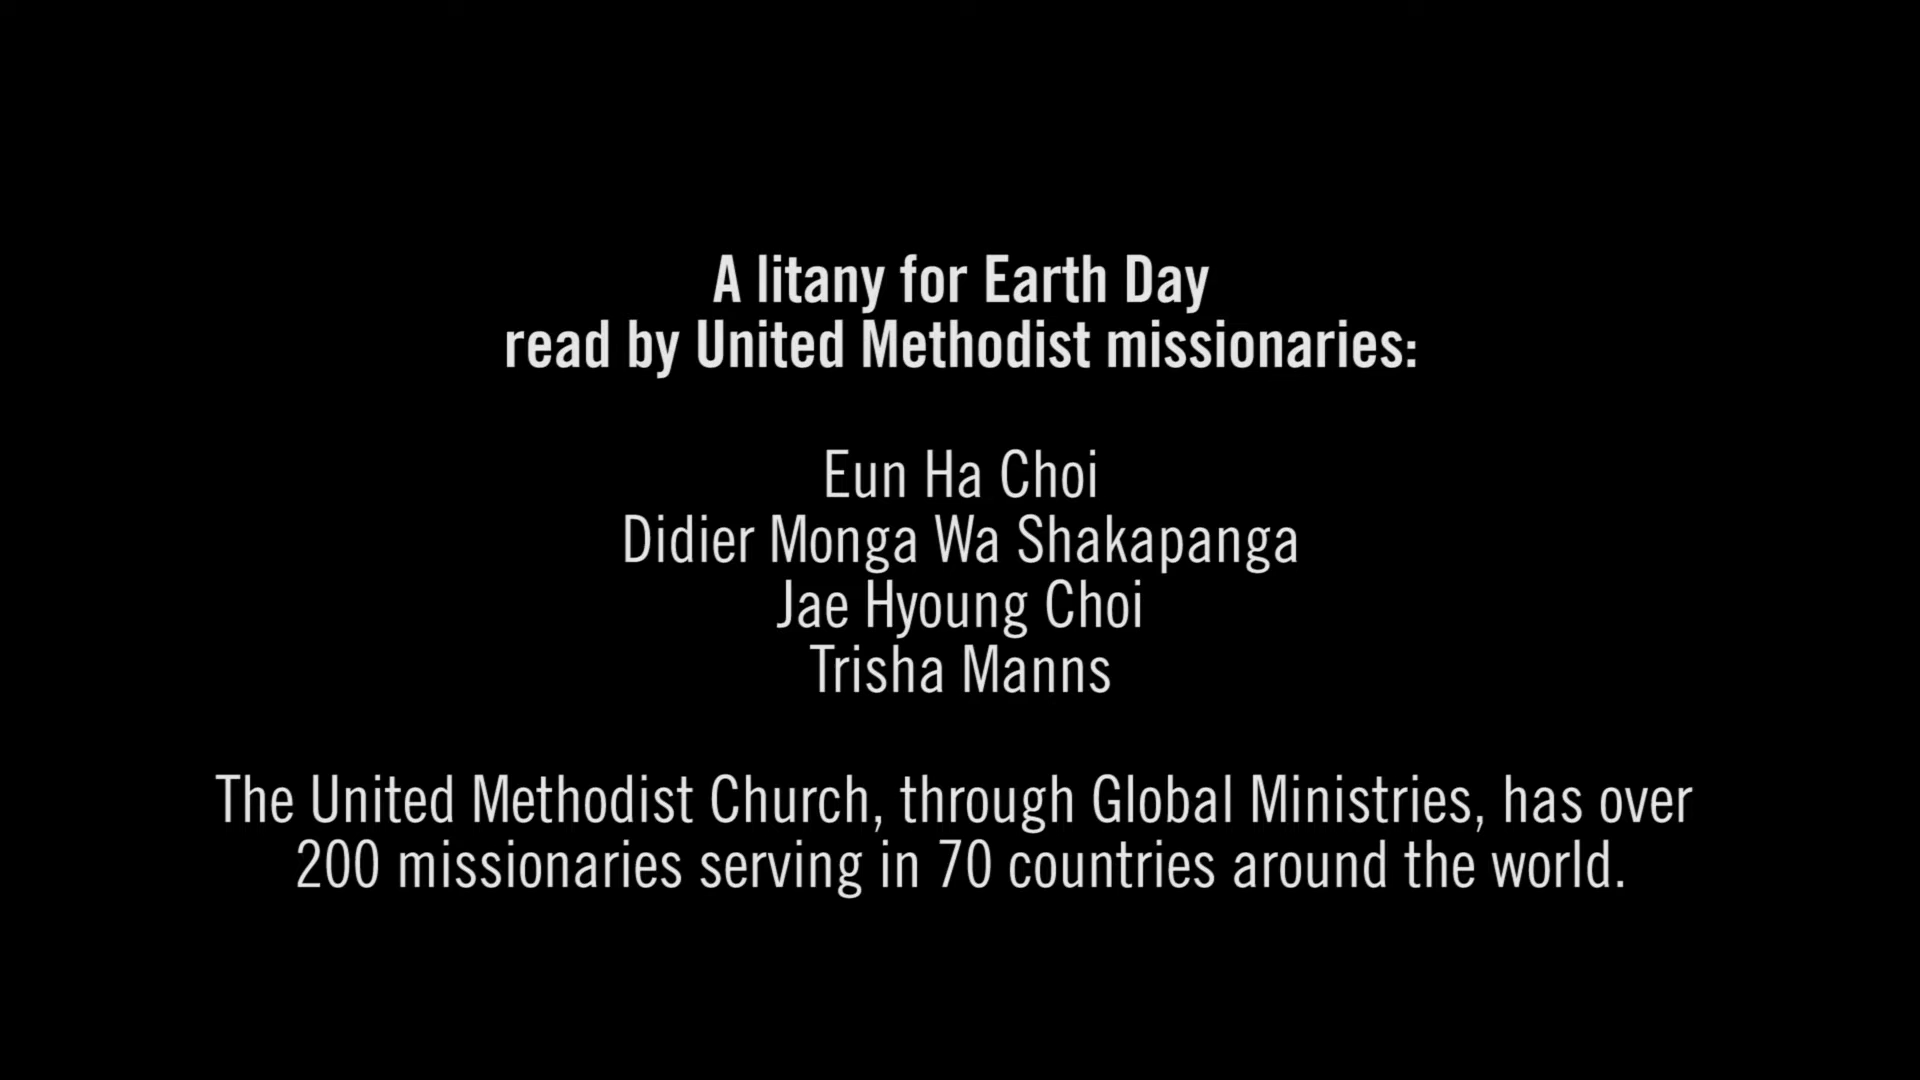 A litany for Earth Day
read by United Methodist missionaries:
Eun Ha Choi
Didier Monga Wa Shakapanga
Jae Hyoung Choi
Trisha Manns
The United Methodist Church, through Global Ministries, has over
200 missionaries serving in 70 countries around the world.